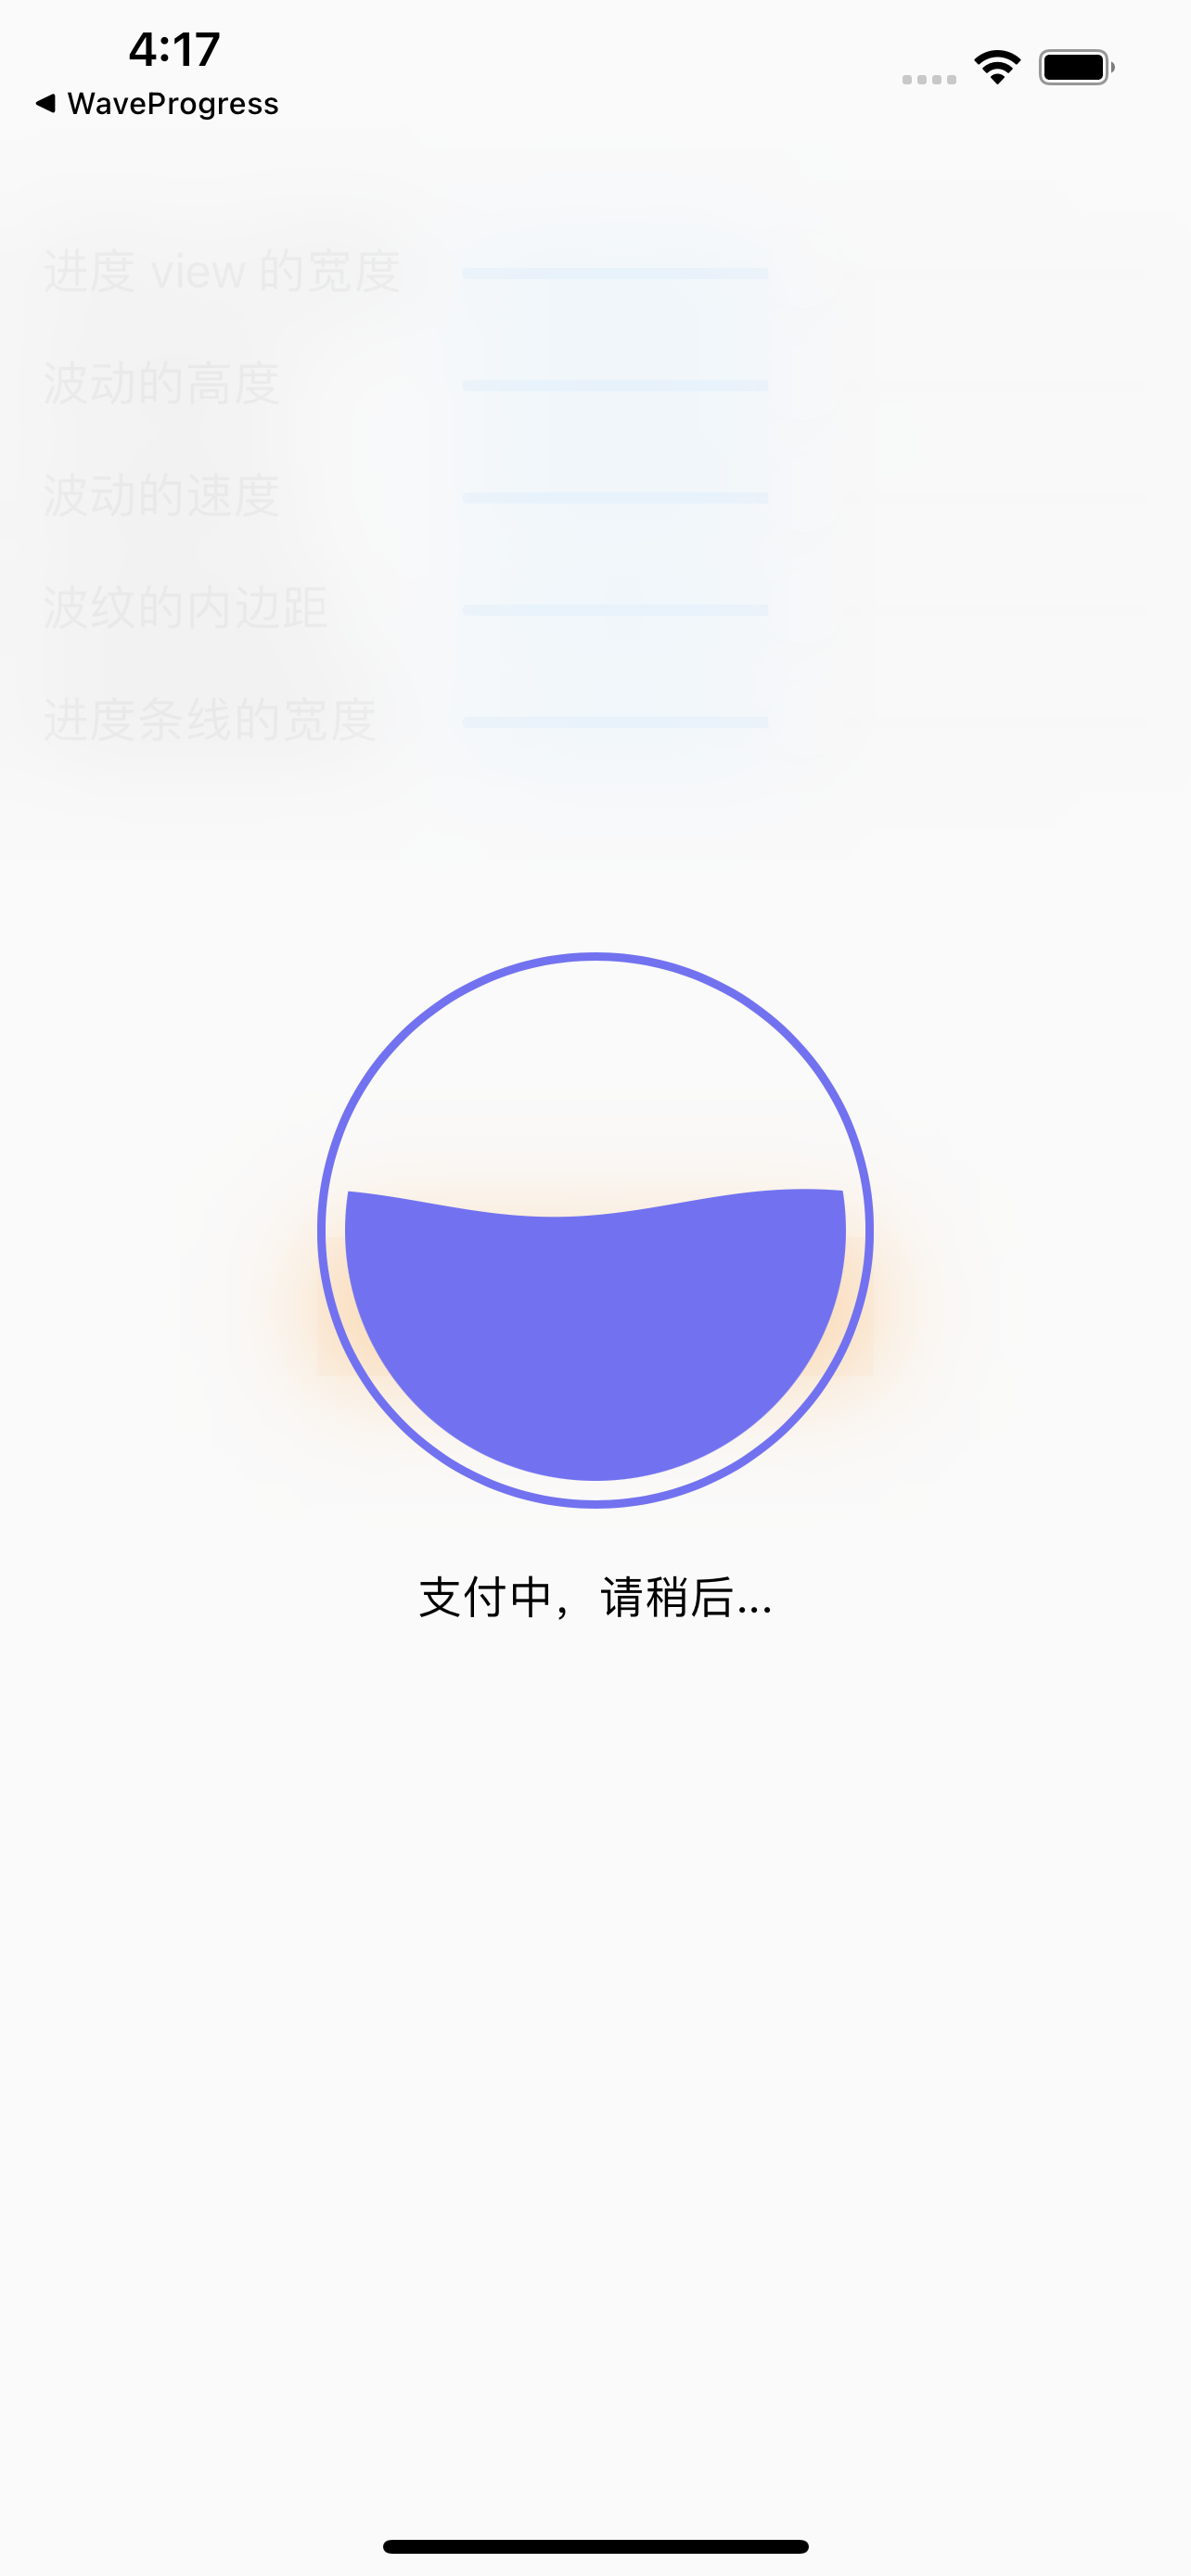 4:17
◀ WaveProgress
进度 view 的宽度
波动的高度
波动的速度
波纹的内边距
进度条线的宽度
支付中，请稍后...